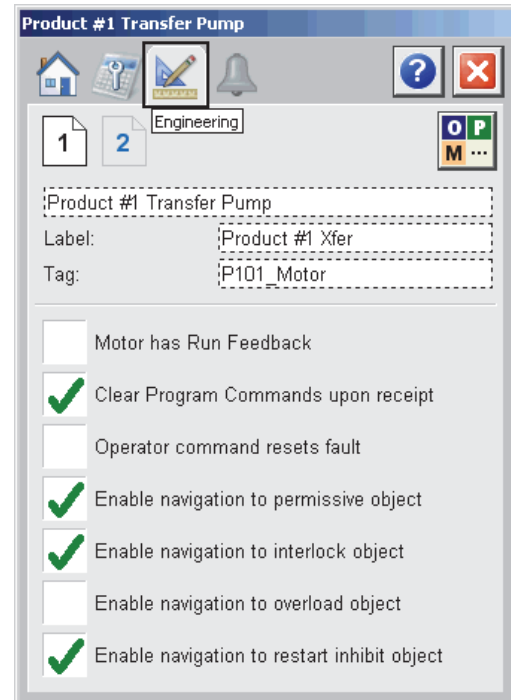 Product #1 Transfer Pump
?
Engineering
1 2
O P
M ...
Product #1 Transfer Pump
Label: Product #1 Xfer
Tag: P101_Motor
Motor has Run Feedback
Clear Program Commands upon receipt
Operator command resets fault
Enable navigation to permissive object
Enable navigation to interlock object
Enable navigation to overload object
Enable navigation to restart inhibit object